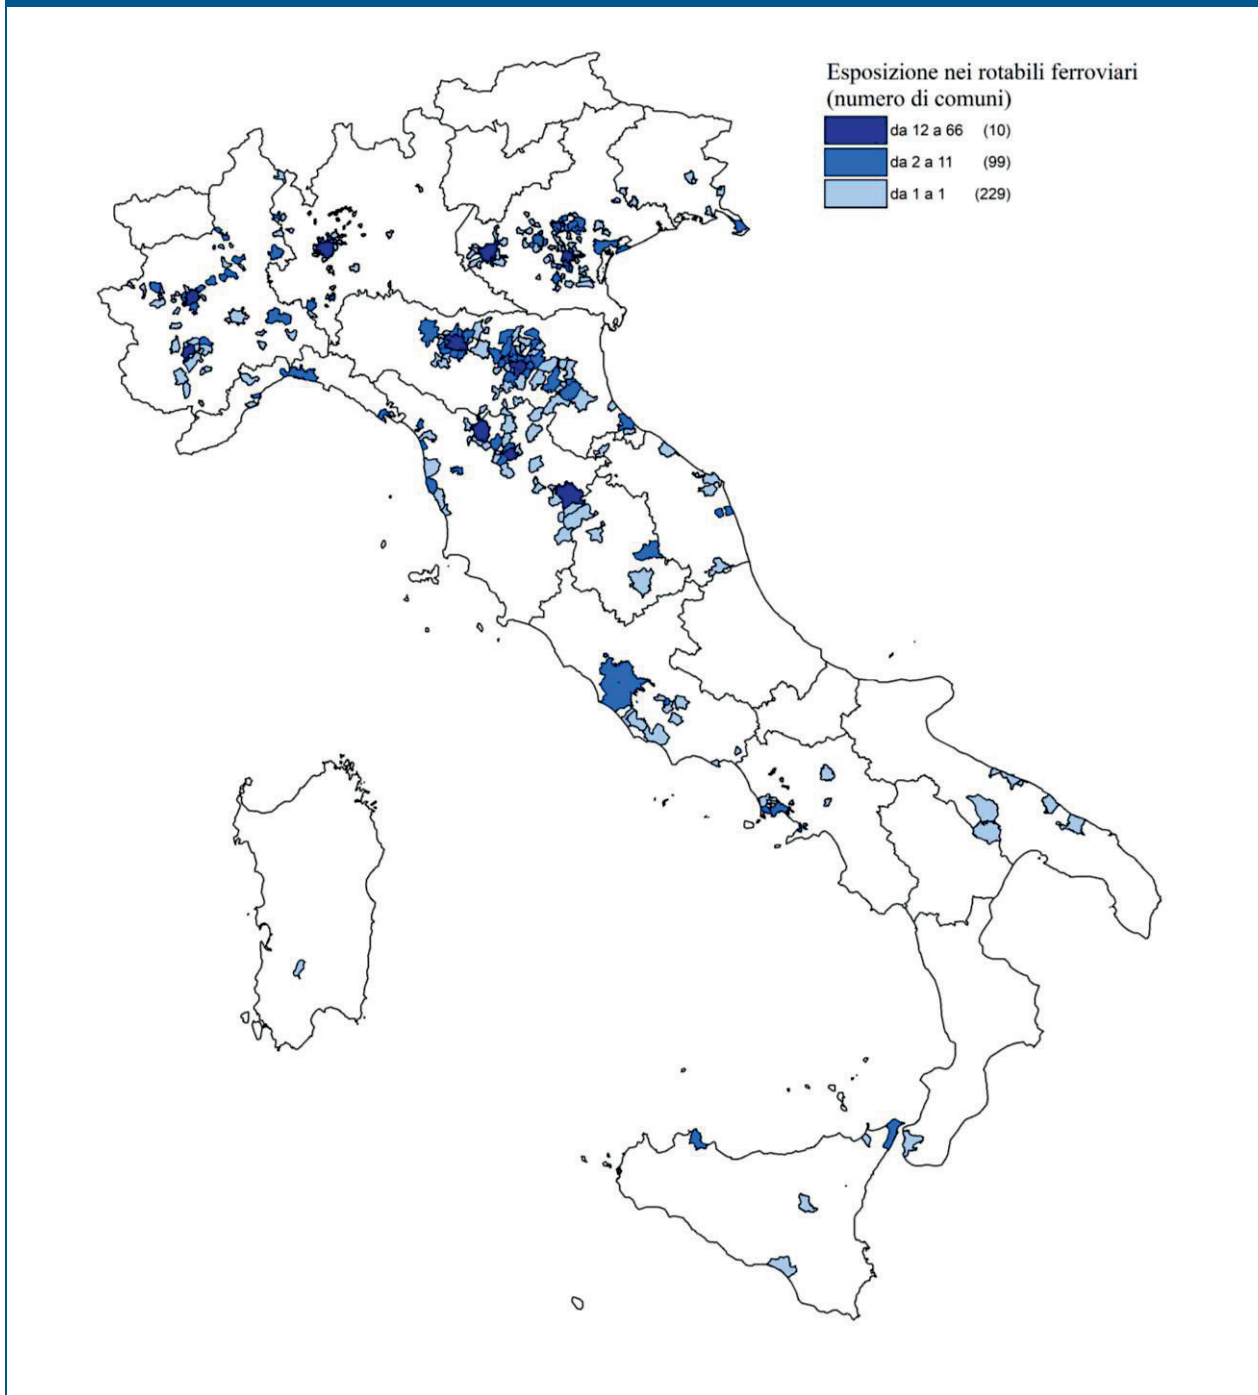 Esposizione nei rotabili ferroviari
(numero di comuni)
da 12 a 66 (10)
da 2 a 11 (99)
da 1 a 1 (229)